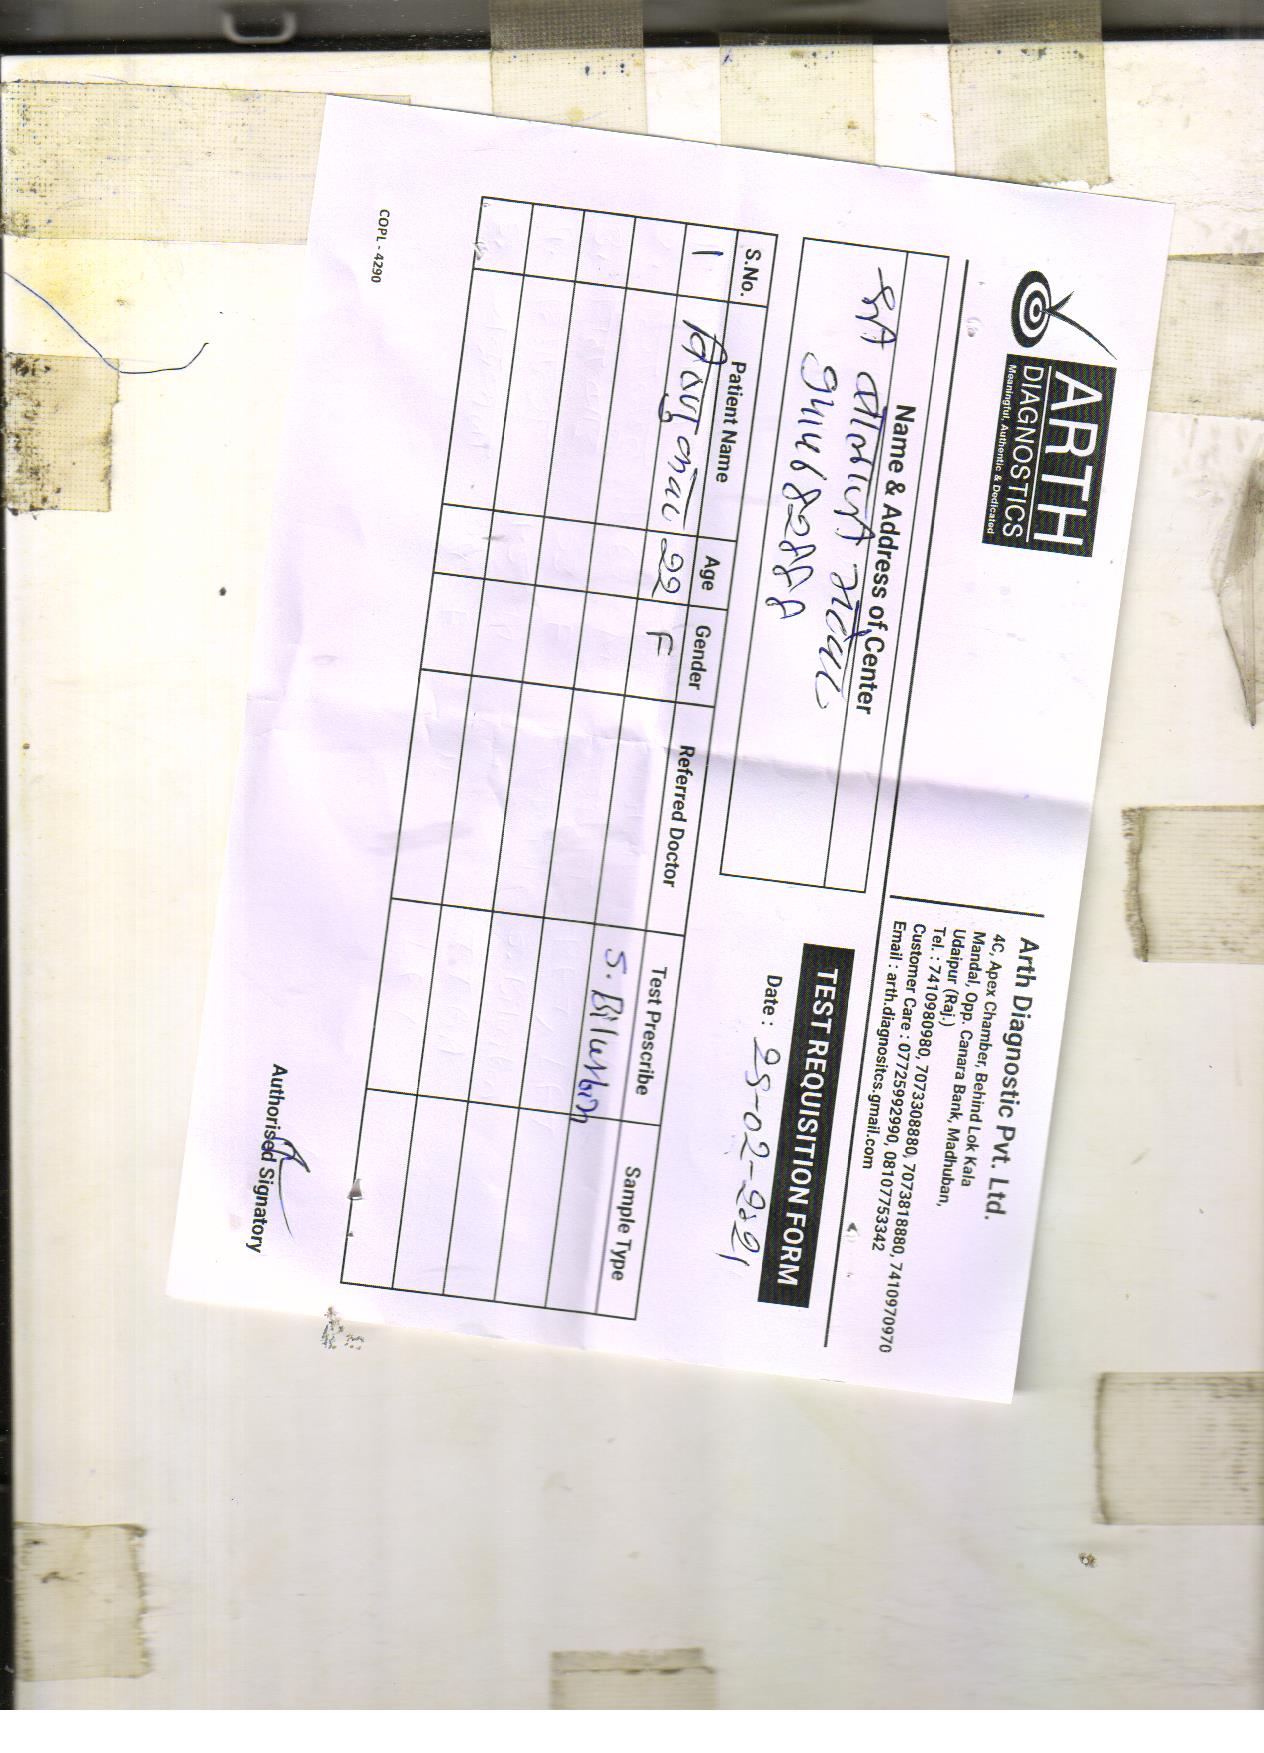 ARTH
DIAGNOSTICS
Meaningful, Authentic & Dedicated
Arth Diagnostic Pvt. Ltd.
4C, Apex Chamber, Behind Lok Kala
Mandal, Opp. Canara Bank, Madhuban,
Udaipur (Raj.)
Tel. : 7410980980, 7073308880, 7073818880, 7410970970
Customer Care : 07725992990, 08107753342
Email : arth.diagnositcs.gmail.com
Name & Address of Center
TEST REQUISITION FORM
Date : 25-02-2021
S.No. Patient Name Age Gender Referred Doctor Test Prescribe Sample Type
1 22 F S. Bilurbin
COPL - 4290
Authorised Signatory